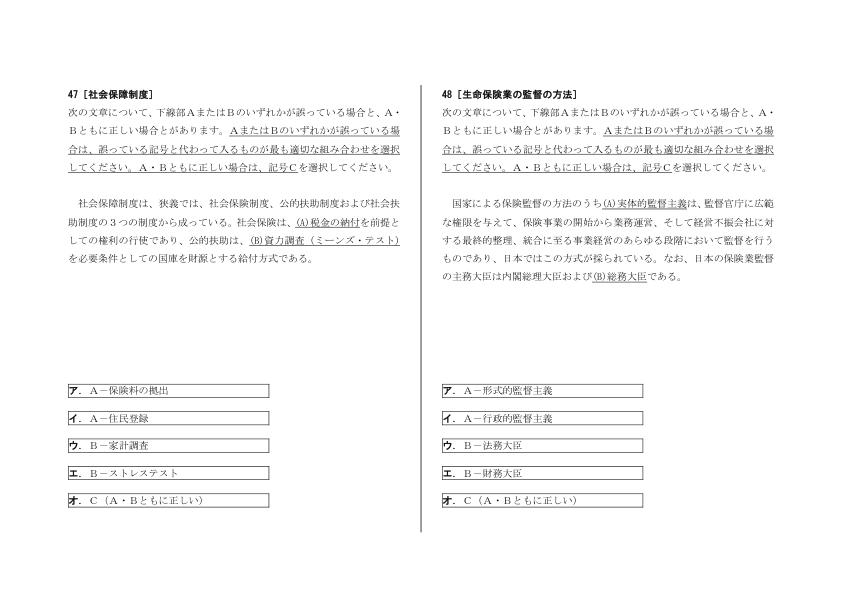 47［社会保障制度］
次の文章について、下線部ＡまたはＢのいずれかが誤っている場合と、Ａ・
Ｂともに正しい場合とがあります。ＡまたはＢのいずれかが誤っている場
合は、誤っている記号と代わって入るものが最も適切な組み合わせを選択
してください。Ａ・Ｂともに正しい場合は、記号Ｃを選択してください。
社会保障制度は、狭義では、社会保険制度、公的扶助制度および社会扶
助制度の３つの制度から成っている。社会保険は、(A)税金の納付を前提と
しての権利の行使であり、公的扶助は、(B)資力調査（ミーンズ・テスト）
を必要条件としての国庫を財源とする給付方式である。
ア．Ａ－保険料の拠出
イ．Ａ－住民登録
ウ．Ｂ－家計調査
エ．Ｂ－ストレステスト
オ．Ｃ（Ａ・Ｂともに正しい）
48［生命保険業の監督の方法］
次の文章について、下線部ＡまたはＢのいずれかが誤っている場合と、Ａ・
Ｂともに正しい場合とがあります。ＡまたはＢのいずれかが誤っている場
合は、誤っている記号と代わって入るものが最も適切な組み合わせを選択
してください。Ａ・Ｂともに正しい場合は、記号Ｃを選択してください。
国家による保険監督の方法のうち(A)実体的監督主義は、監督官庁に広範
な権限を与えて、保険事業の開始から業務運営、そして経営不振会社に対
する最終的整理、統合に至る事業経営のあらゆる段階において監督を行う
ものであり、日本ではこの方式が採られている。なお、日本の保険業監督
の主務大臣は内閣総理大臣および(B)総務大臣である。
ア．Ａ－形式的監督主義
イ．Ａ－行政的監督主義
ウ．Ｂ－法務大臣
エ．Ｂ－財務大臣
オ．Ｃ（Ａ・Ｂともに正しい）